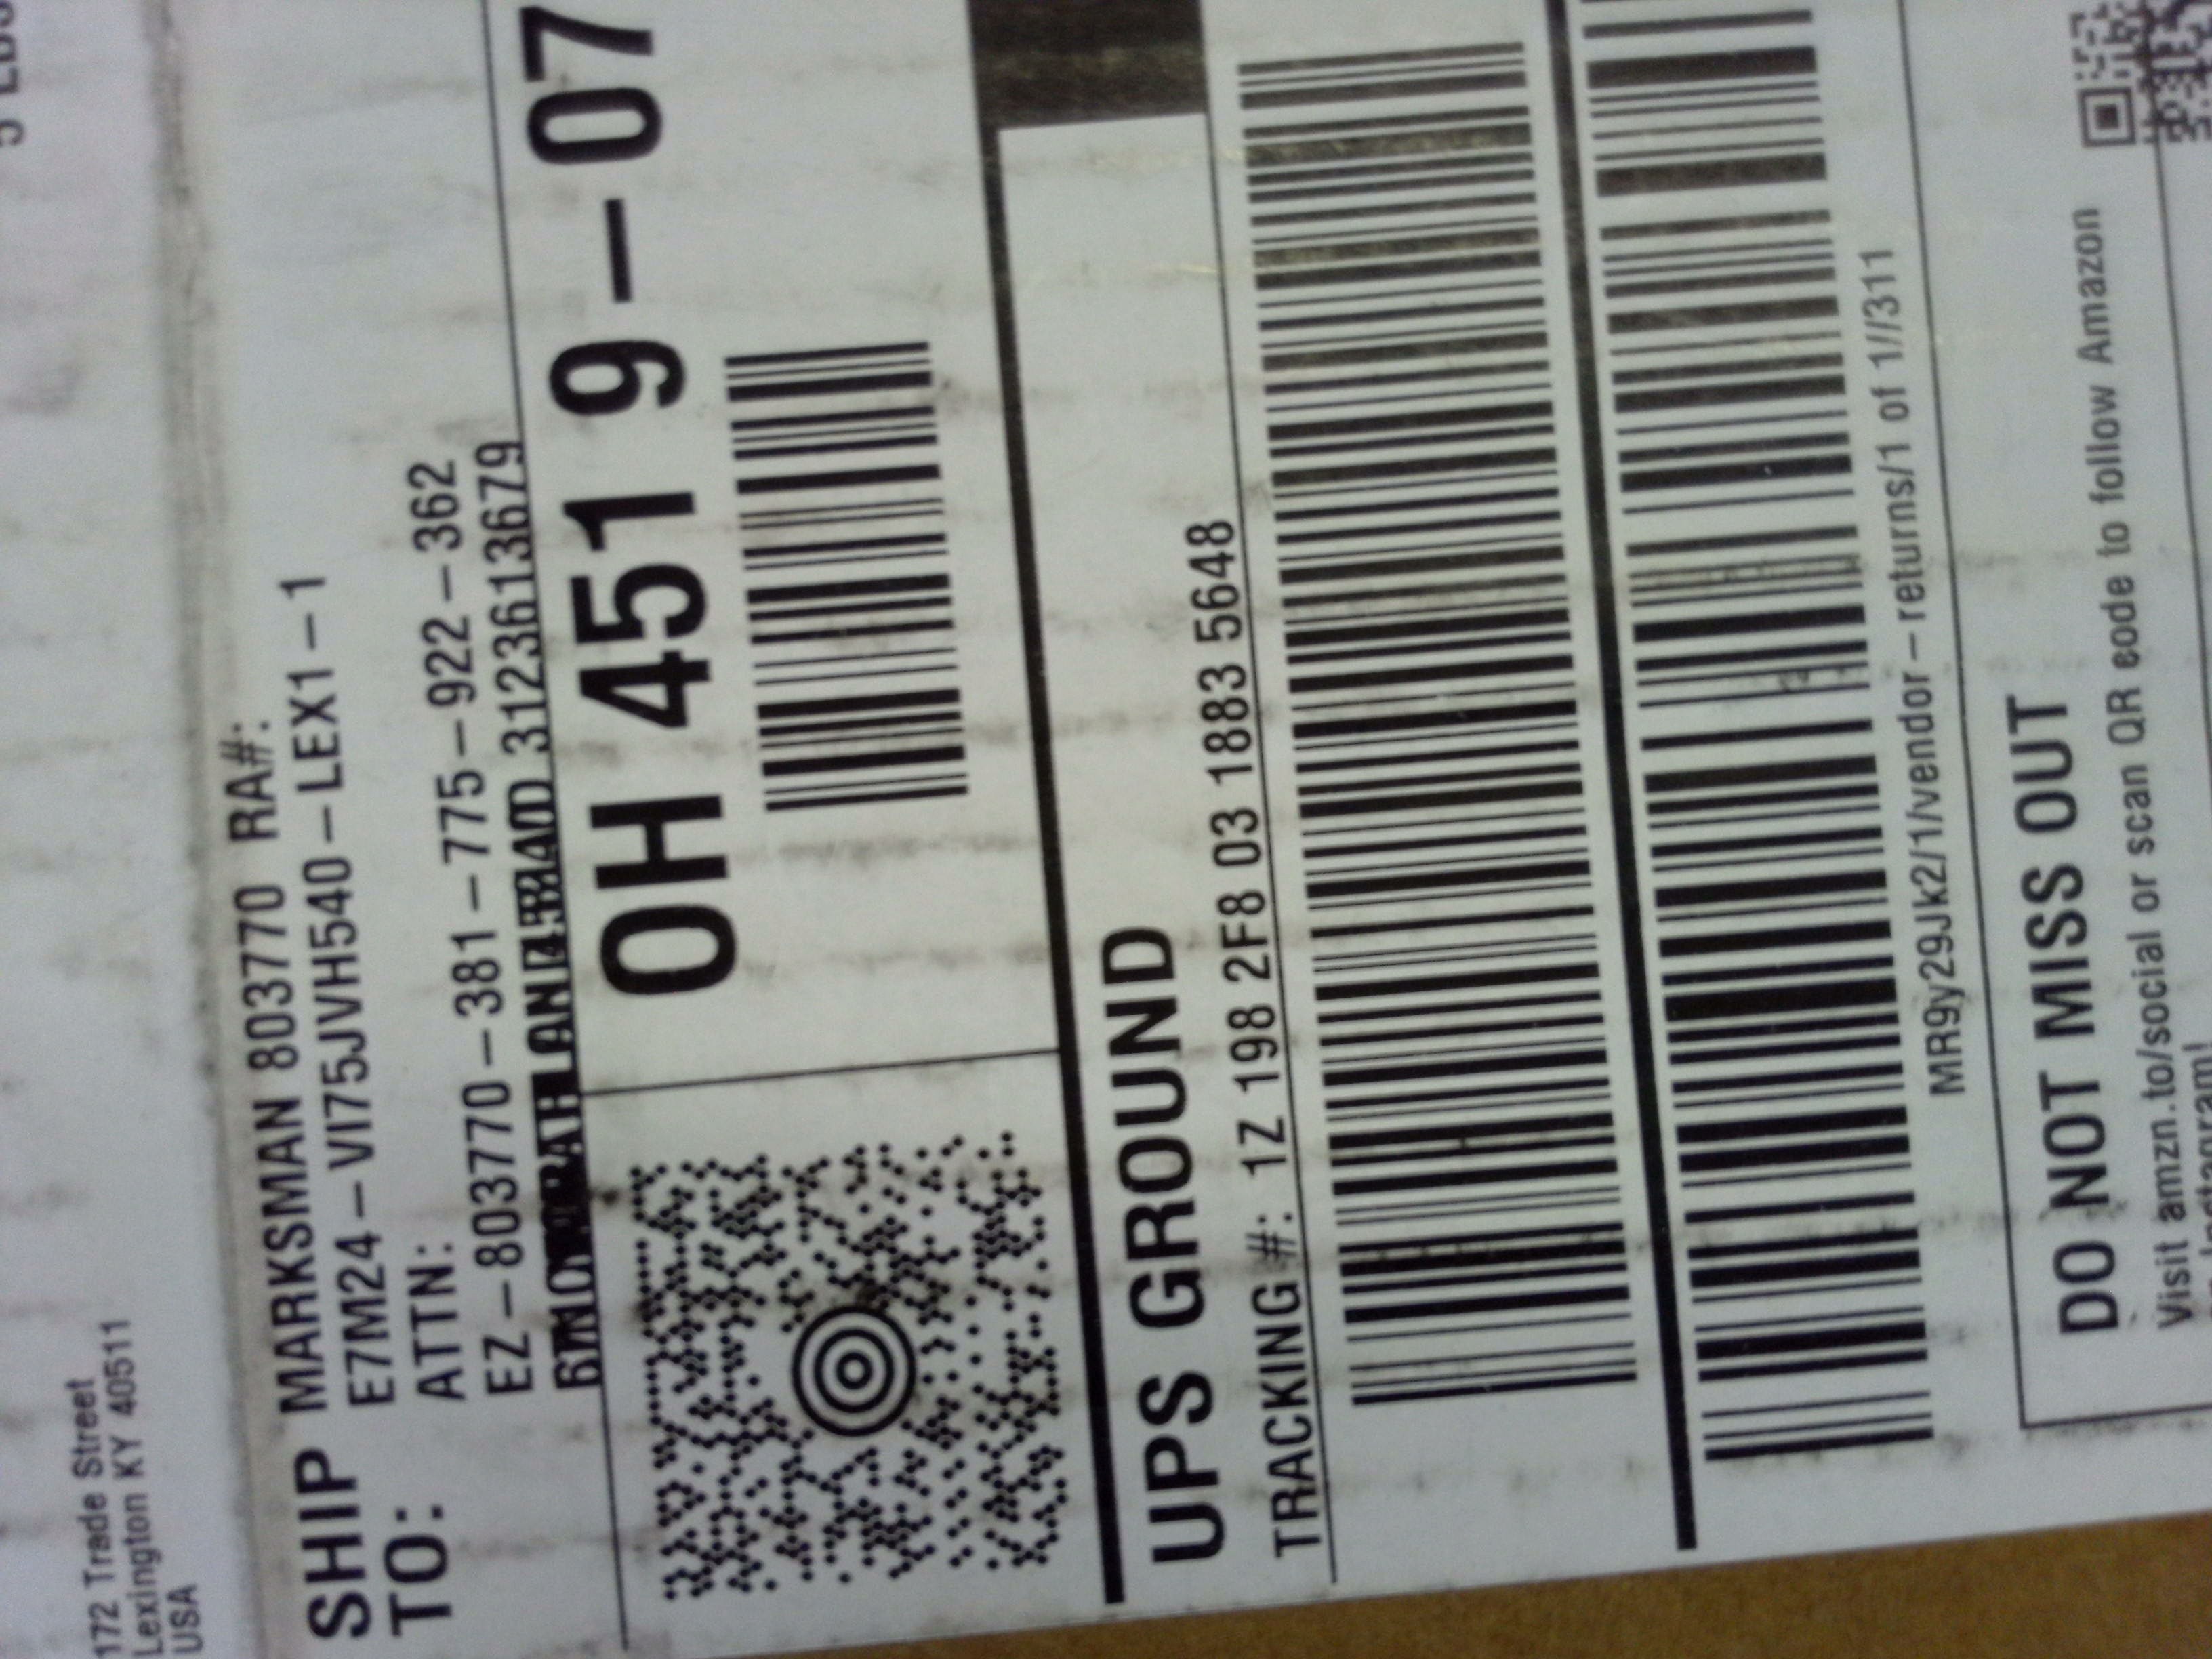 172 Trade Street
Lexington KY 40511
USA
SHIP TO:
MARKSMAN 803770 RA#:
E7M24-VI75JVH540-LEX1-1
ATTN:
EZ-803770-381-775-922-362
3123613679
OH 451 9-07
UPS GROUND
TRACKING #: 1Z 198 2F8 03 1883 5648
MR9y29Jk2/1/vendor-returns/1 of 1//311
DO NOT MISS OUT
Visit amzn.to/social or scan QR eode to follow Amazon